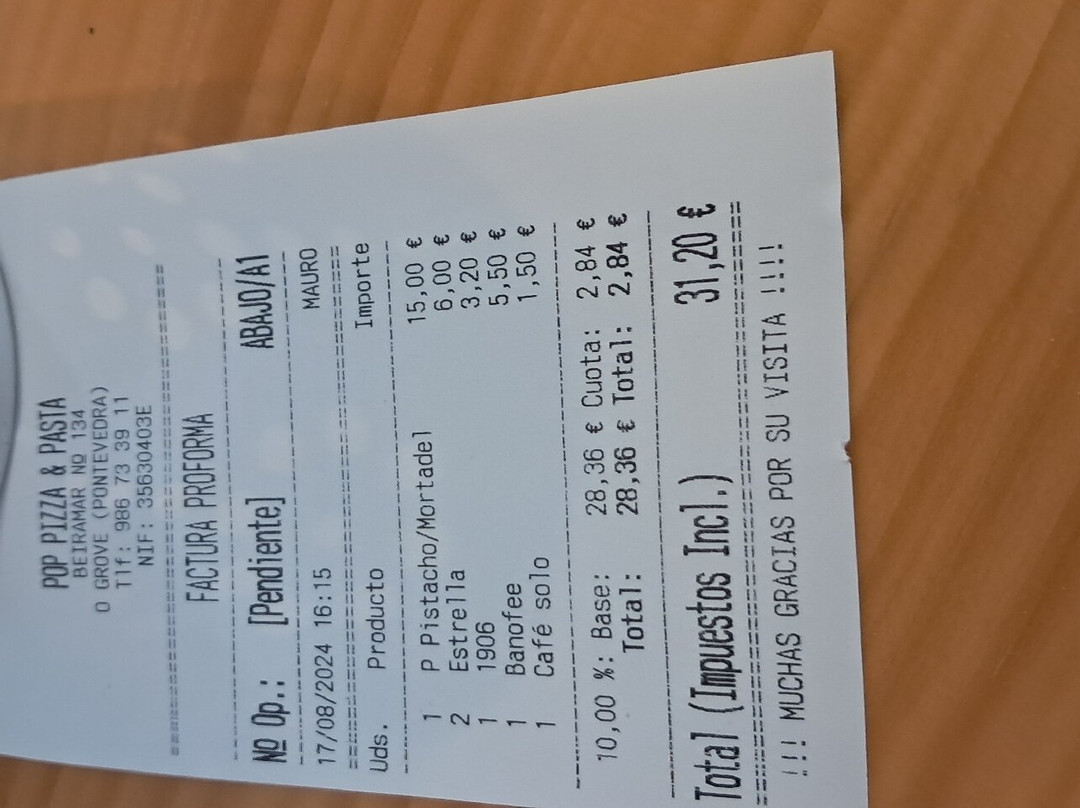 POP PIZZA & PASTA
BEIRAMAR Nº 134
O GROVE (PONTEVEDRA)
Tlf: 986 73 39 11
NIF: 35630403E
FACTURA PROFORMA
Nº Op.: [Pendiente] ABAJO/A1
17/08/2024 16:15 MAURO
Uds. Producto Importe
1 P Pistacho/Mortadel 15,00 €
2 Estrella 6,00 €
1 1906 3,20 €
1 Banofee 5,50 €
1 Café solo 1,50 €
10,00 %: Base: 28,36 € Cuota: 2,84 €
Total: 28,36 € Total: 2,84 €
Total (Impuestos Incl.) 31,20 €
!!! MUCHAS GRACIAS POR SU VISITA !!!!